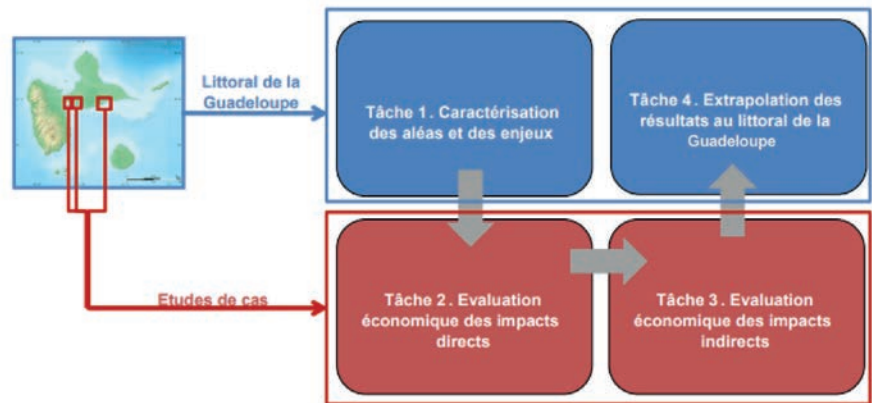 Littoral de la
Guadeloupe
Tâche 1 . Caractérisation
des aléas et des enjeux
Tâche 4 . Extrapolation des
résultats au littoral de la
Guadeloupe
Etudes de cas
Tâche 2 . Evaluation
économique des impacts
directs
Tâche 3 . Evaluation
économique des impacts
indirects